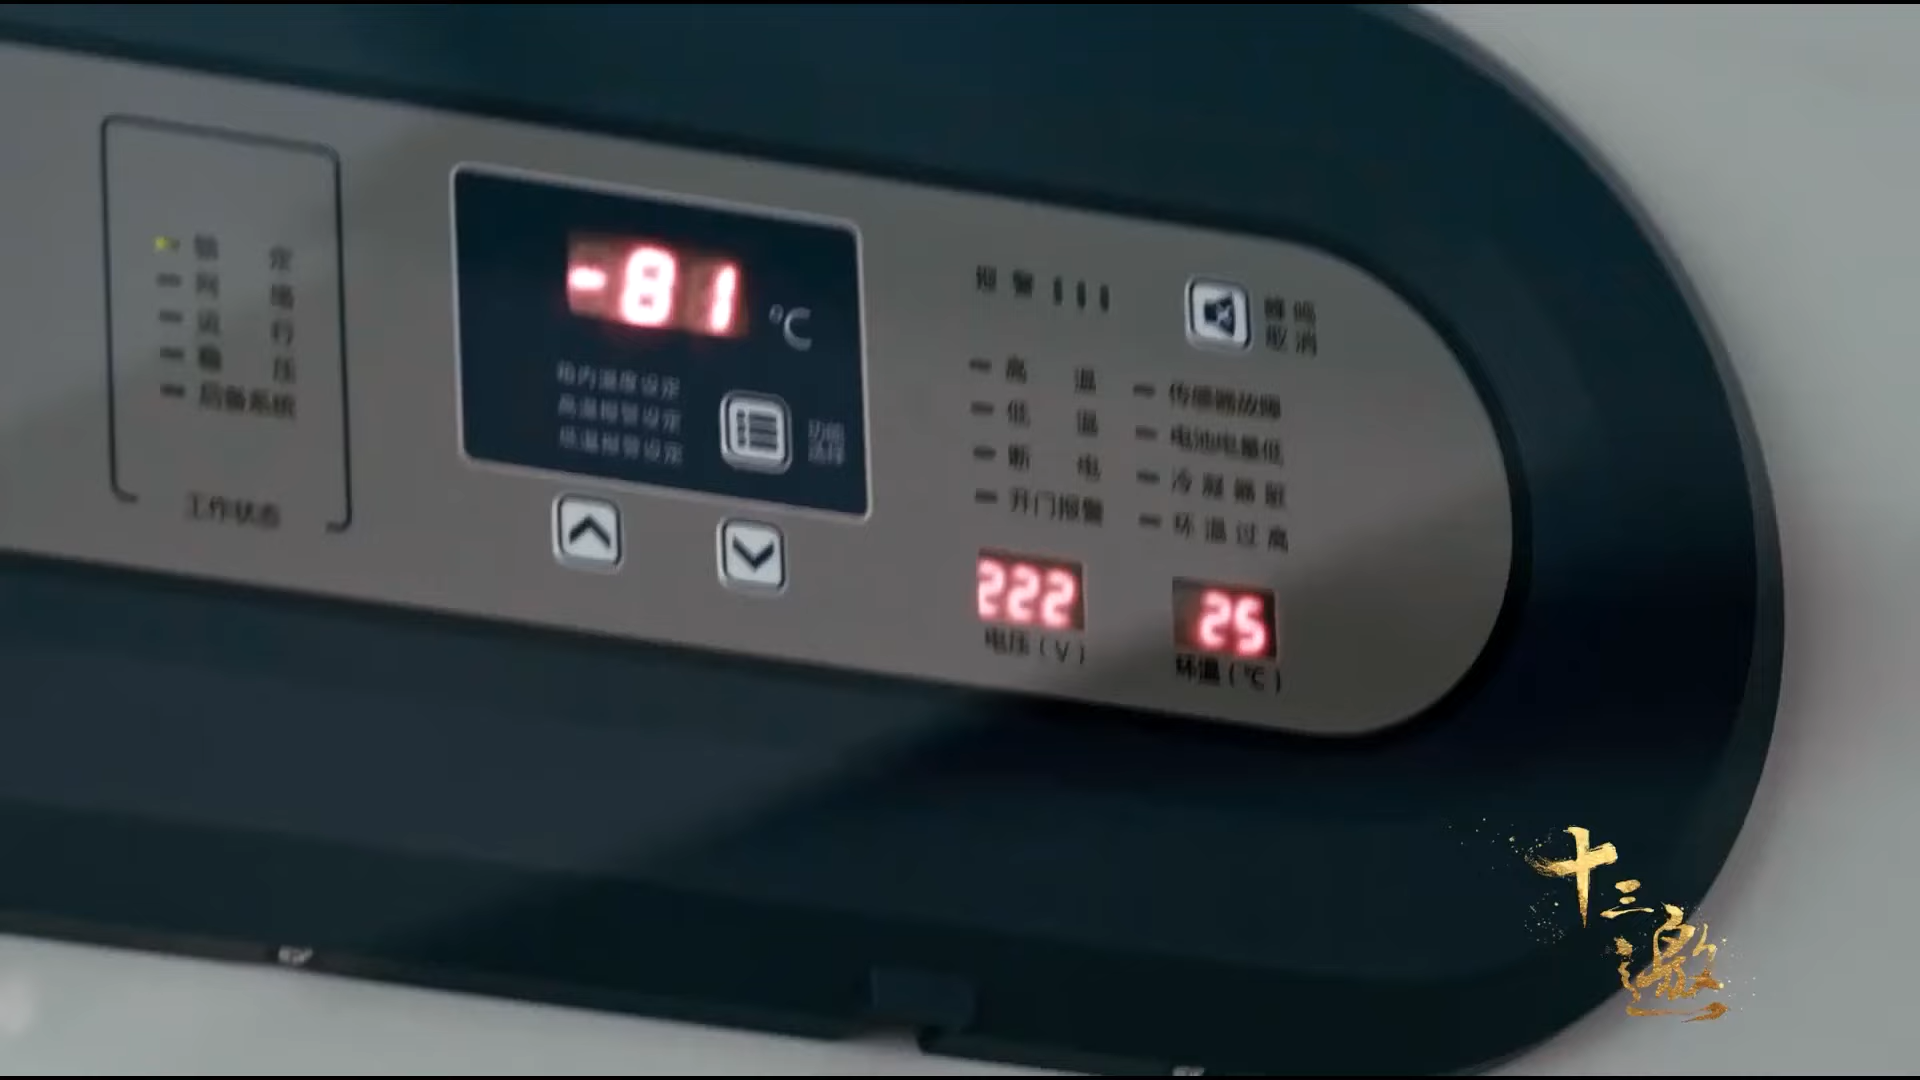 锁 定
网 络
运 行
稳 压
后备系统
工作状态
-81 ℃
箱内温度设定
高温报警设定
低温报警设定
功能
选择
报警
蜂鸣
取消
高 温
低 温
断 电
开门报警
传感器故障
电池电量低
冷凝器脏
环温过高
222
电压(V)
25
环温(℃)
十三邀